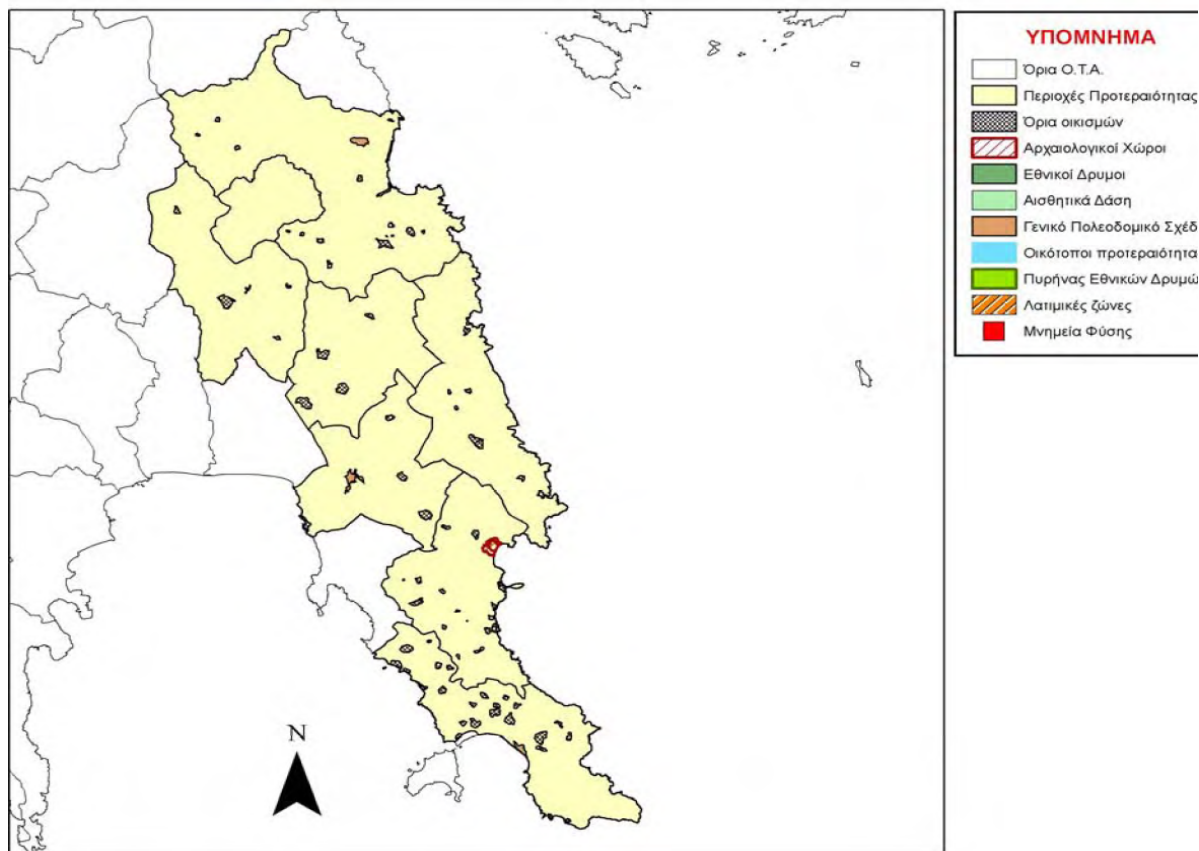 ΥΠΟΜΝΗΜΑ
Όρια Ο.Τ.Α.
Περιοχές Προτεραιότητας
Όρια οικισμών
Αρχαιολογικοί Χώροι
Εθνικοί Δρυμοι
Αισθητικά Δάση
Γενικό Πολεοδομικό Σχέδ
Οικότοποι προτεραιότητα
Πυρήνας Εθνικών Δρυμώ
Λατιμικές ζώνες
Μνημεία Φύσης
N